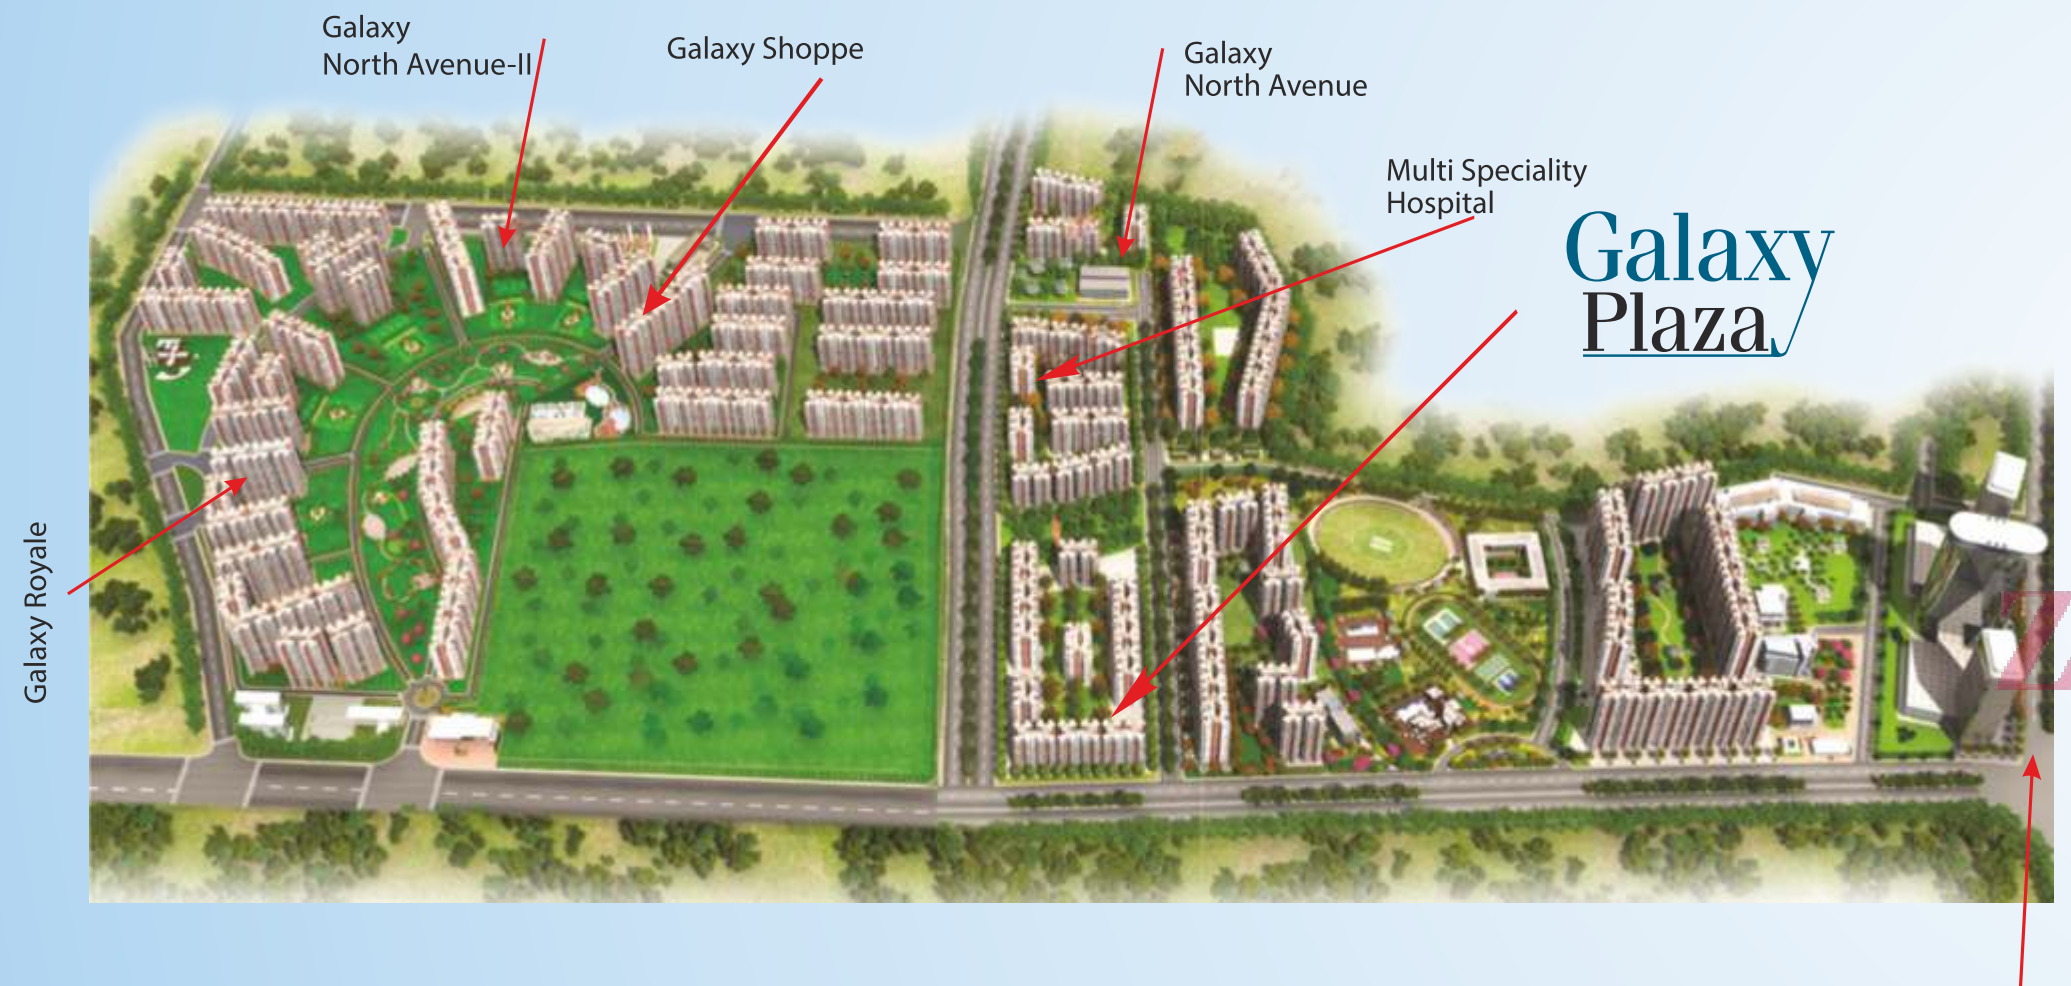 Galaxy
North Avenue-II
Galaxy Shoppe
Galaxy
North Avenue
Multi Speciality
Hospital
Galaxy
Plaza
Galaxy Royale